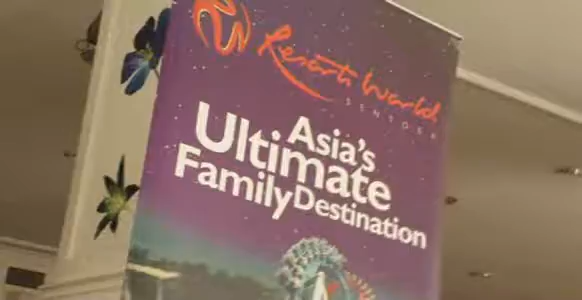 Resorts World
SENTOSA
Asia's
Ultimate
Family Destination